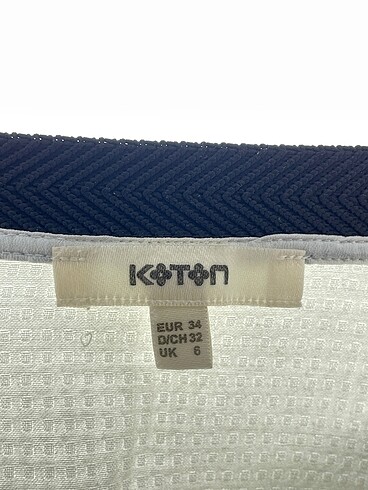 KOTON
EUR 34
D/CH 32
UK 6